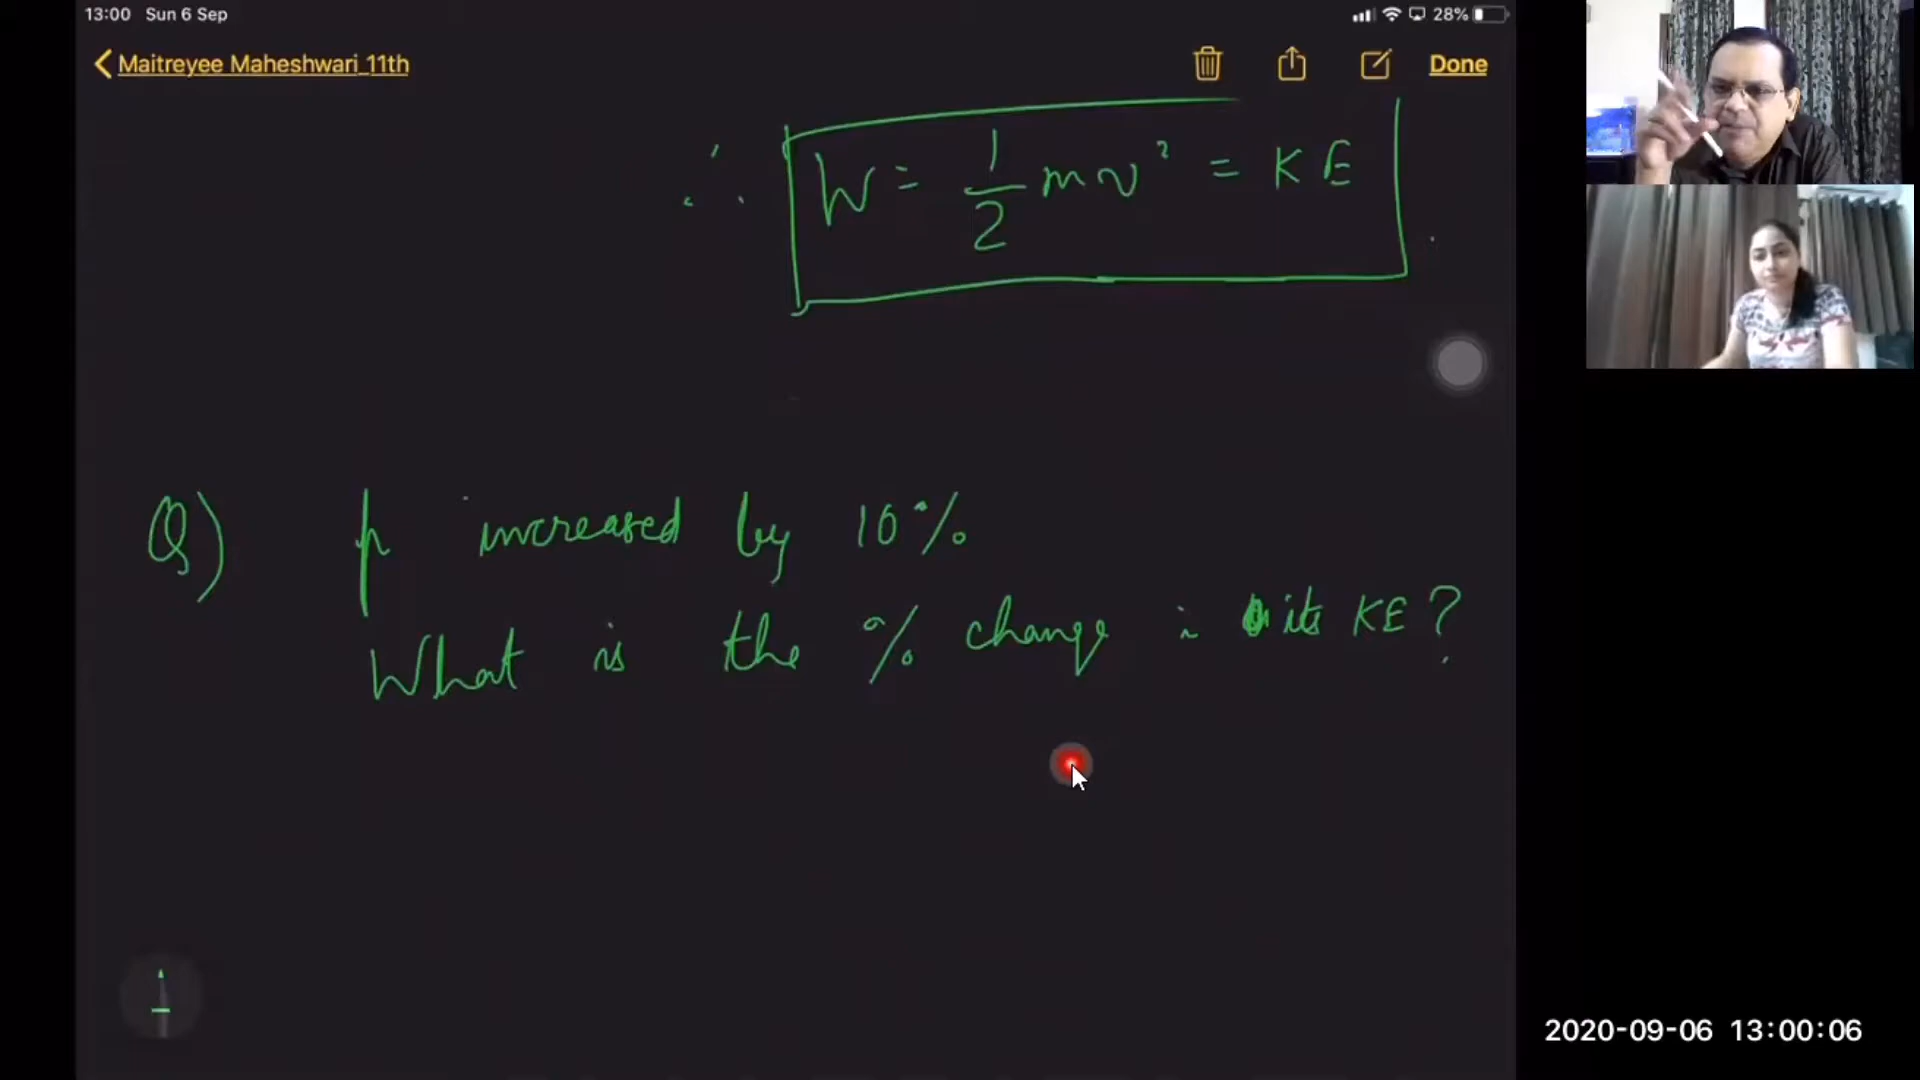 13:00 Sun 6 Sep 28%
Maitreyee Maheshwari_11th Done
∴ W = 1/2 mv² = KE
Q) p increased by 10%
What is the % change i its KE?
2020-09-06 13:00:06